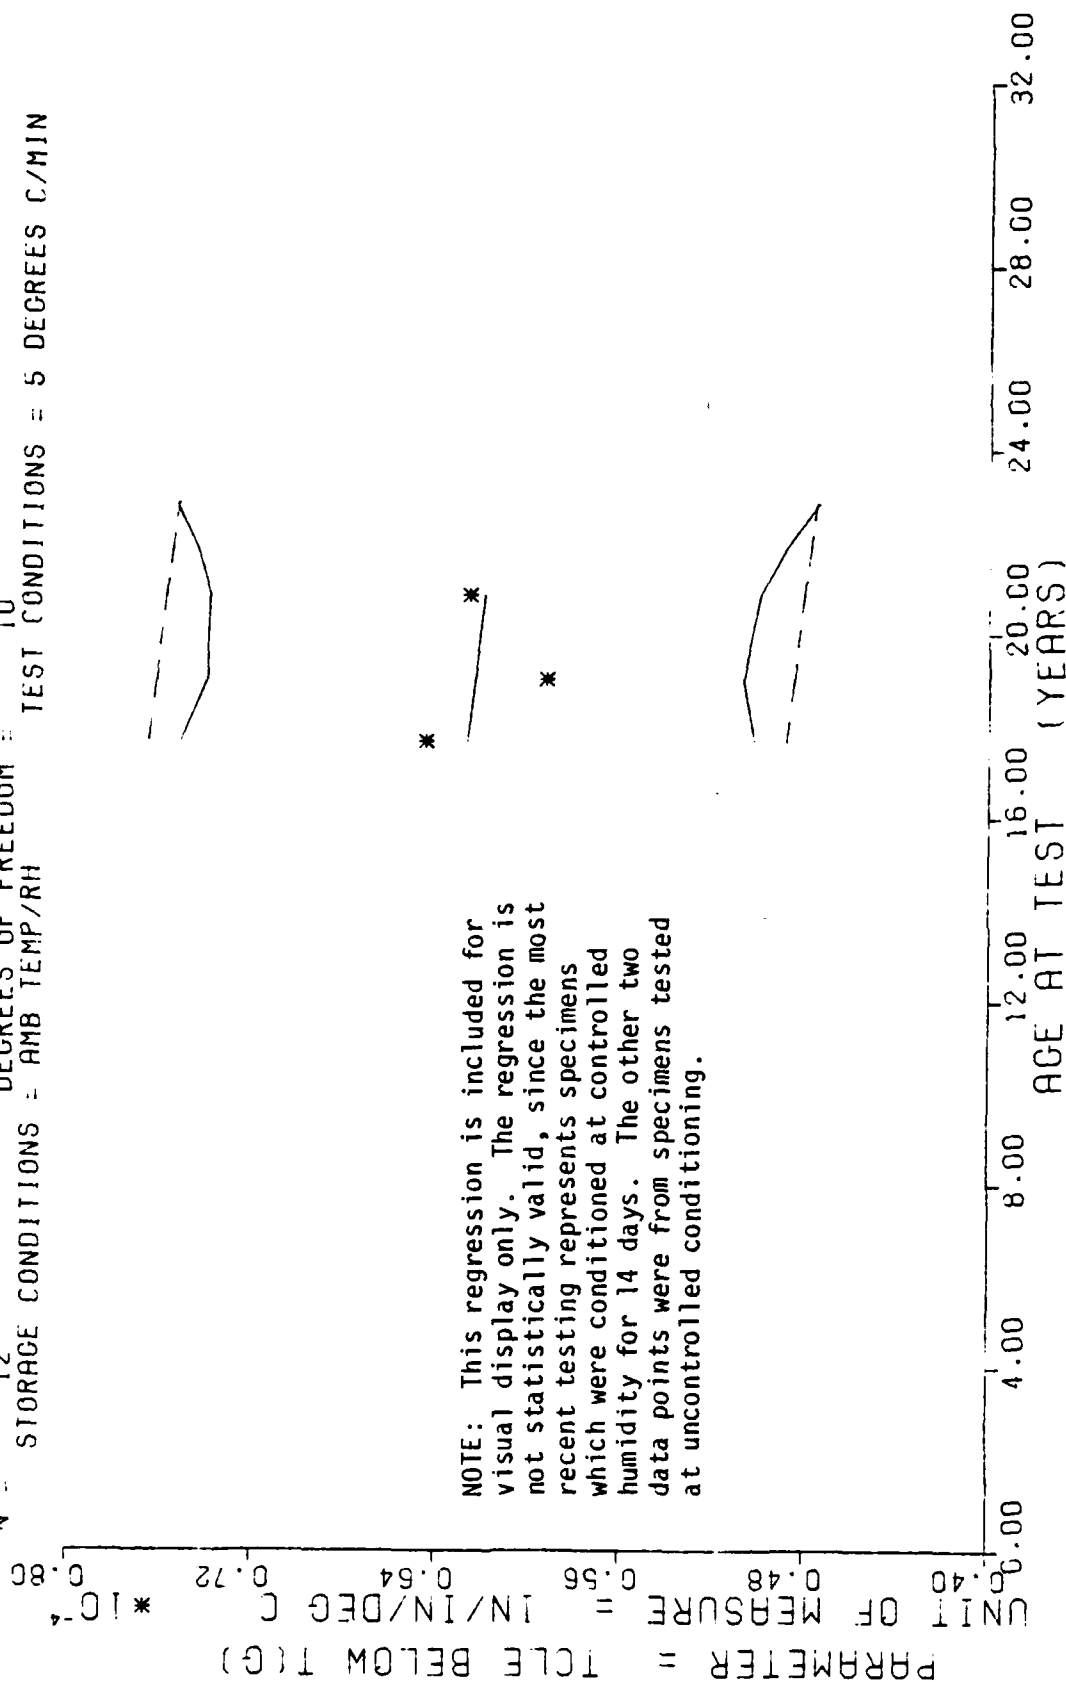 N = 12 DEGREES OF FREEDOM = 10
STORAGE CONDITIONS = AMB TEMP/RH TEST CONDITIONS = 5 DEGREES C/MIN
PARAMETER = TCLE BELOW T(G)
UNIT OF MEASURE = IN/IN/DEG C *10-4
0.80
0.72
0.64
0.56
0.48
0.40
NOTE: This regression is included for
visual display only. The regression is
not statistically valid, since the most
recent testing represents specimens
which were conditioned at controlled
humidity for 14 days. The other two
data points were from specimens tested
at uncontrolled conditioning.
0.00 4.00 8.00 12.00 16.00 20.00 24.00 28.00 32.00
AGE AT TEST (YEARS)